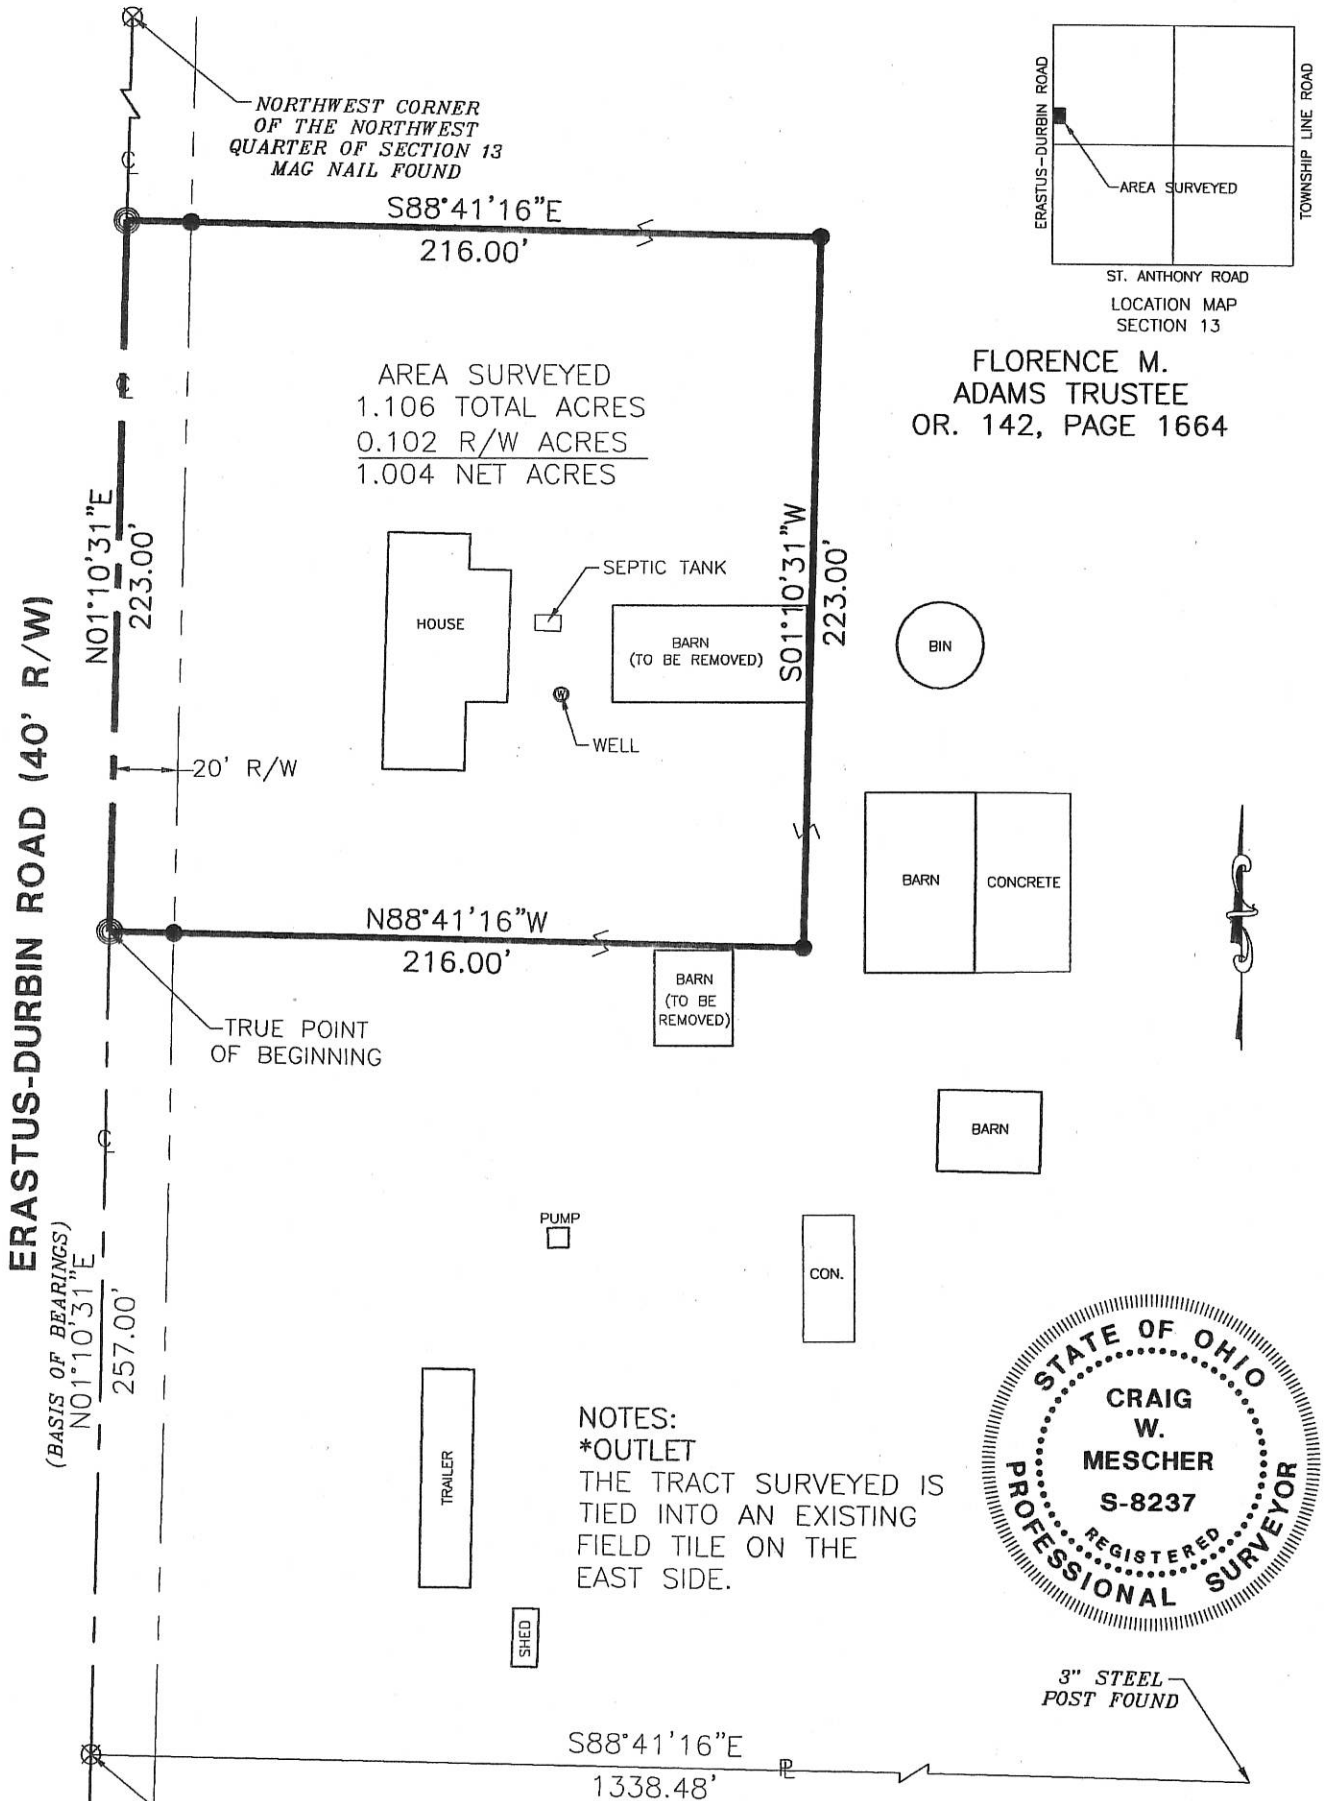 NORTHWEST CORNER
OF THE NORTHWEST
QUARTER OF SECTION 13
MAG NAIL FOUND
ERASTUS-DURBIN ROAD
TOWNSHIP LINE ROAD
AREA SURVEYED
ST. ANTHONY ROAD
LOCATION MAP
SECTION 13
S88°41'16"E
216.00'
FLORENCE M.
ADAMS TRUSTEE
OR. 142, PAGE 1664
AREA SURVEYED
1.106 TOTAL ACRES
0.102 R/W ACRES
1.004 NET ACRES
N01°10'31"E
223.00'
S01°10'31"W
223.00'
HOUSE
SEPTIC TANK
BARN
(TO BE REMOVED)
W
WELL
BIN
20' R/W
ERASTUS-DURBIN ROAD (40' R/W)
BARN
CONCRETE
N88°41'16"W
216.00'
BARN
(TO BE
REMOVED)
TRUE POINT
OF BEGINNING
BARN
PUMP
CON.
(BASIS OF BEARINGS)
N01°10'31"E
257.00'
TRAILER
SHED
NOTES:
*OUTLET
THE TRACT SURVEYED IS
TIED INTO AN EXISTING
FIELD TILE ON THE
EAST SIDE.
STATE OF OHIO
CRAIG
W.
MESCHER
S-8237
REGISTERED
PROFESSIONAL SURVEYOR
3" STEEL
POST FOUND
S88°41'16"E
1338.48'